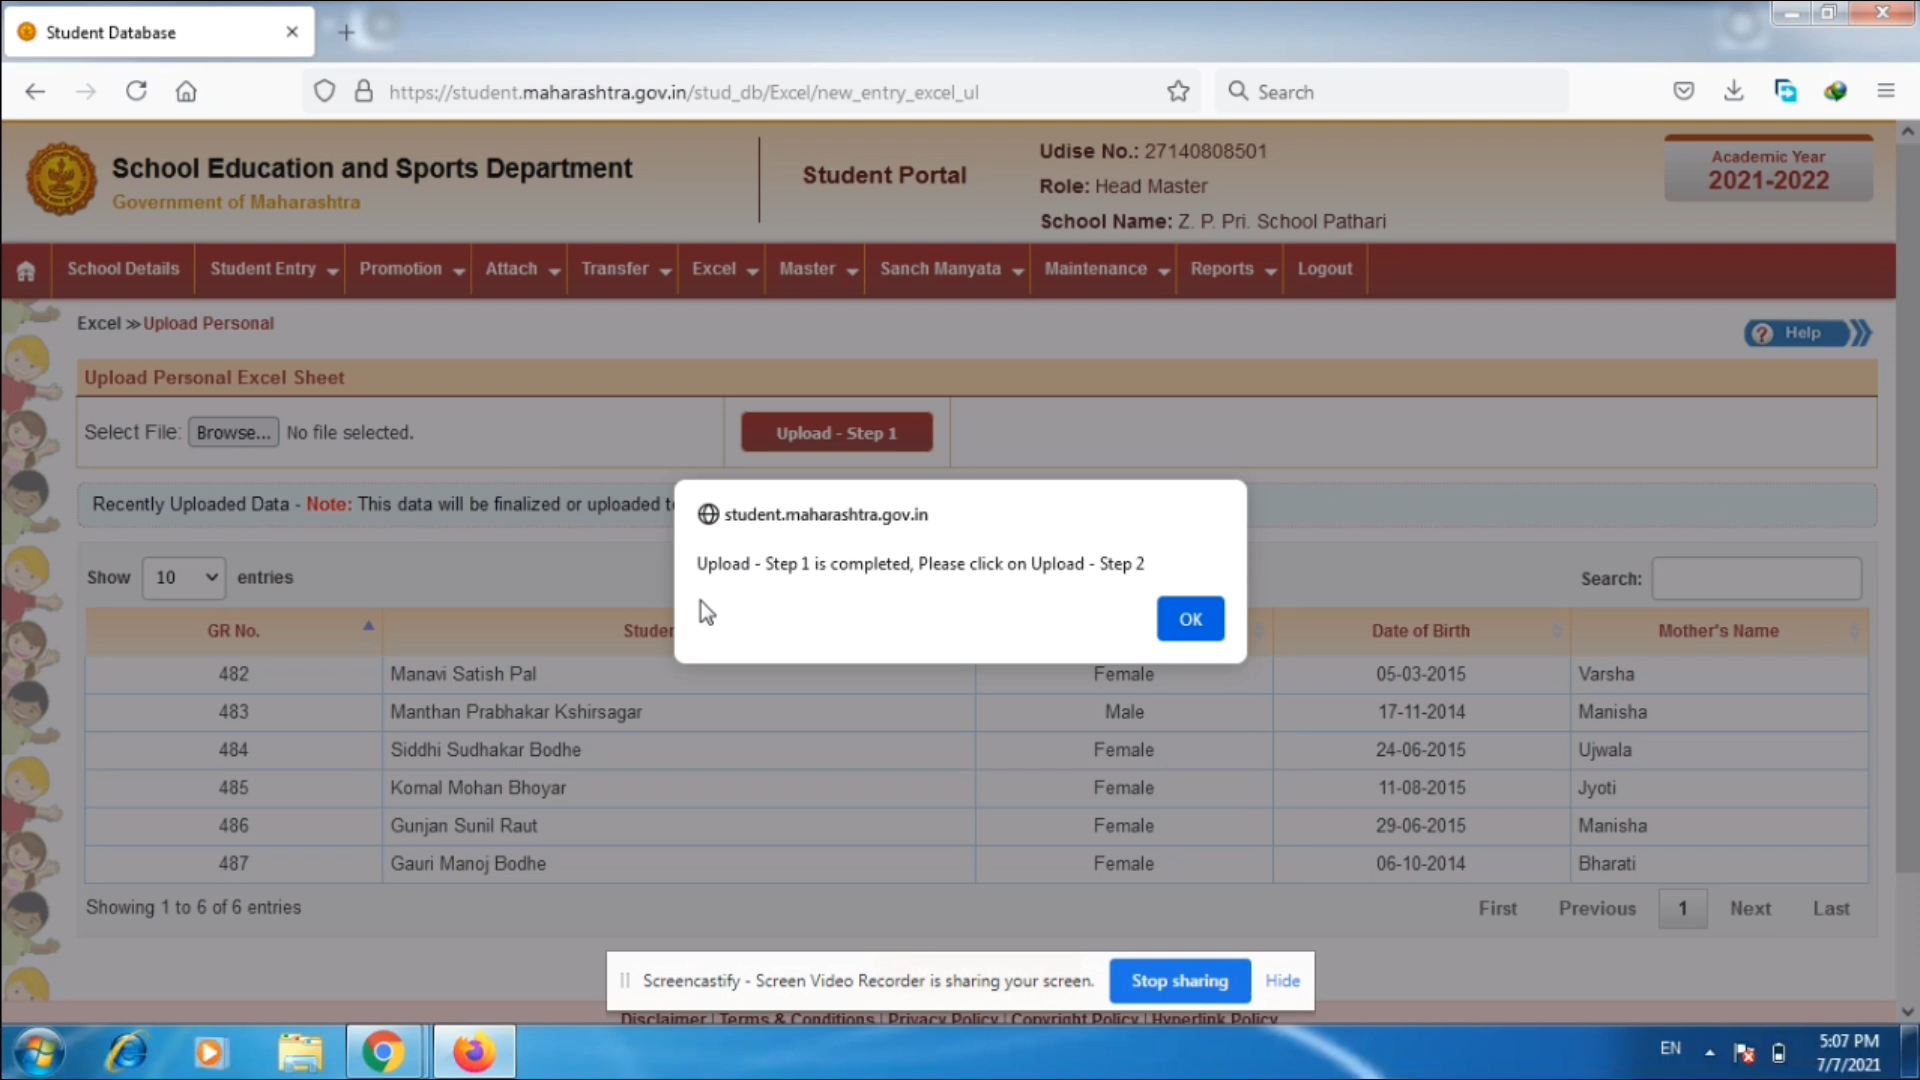 Student Database
https://student.maharashtra.gov.in/stud_db/Excel/new_entry_excel_ul
Search
School Education and Sports Department
Government of Maharashtra
Student Portal
Udise No.: 27140808501
Role: Head Master
School Name: Z. P. Pri. School Pathari
Academic Year
2021-2022
School Details Student Entry Promotion Attach Transfer Excel Master Sanch Manyata Maintenance Reports Logout
Excel ≫ Upload Personal
Help
Upload Personal Excel Sheet
Select File: Browse... No file selected. Upload - Step 1
Recently Uploaded Data - Note: This data will be finalized or uploaded
student.maharashtra.gov.in
Upload - Step 1 is completed, Please click on Upload - Step 2
OK
Show 10 entries Search:
GR No. Date of Birth Mother's Name
482 Manavi Satish Pal Female 05-03-2015 Varsha
483 Manthan Prabhakar Kshirsagar Male 17-11-2014 Manisha
484 Siddhi Sudhakar Bodhe Female 24-06-2015 Ujwala
485 Komal Mohan Bhoyar Female 11-08-2015 Jyoti
486 Gunjan Sunil Raut Female 29-06-2015 Manisha
487 Gauri Manoj Bodhe Female 06-10-2014 Bharati
Showing 1 to 6 of 6 entries First Previous 1 Next Last
Screencastify - Screen Video Recorder is sharing your screen. Stop sharing Hide
Disclaimer | Terms & Conditions | Privacy Policy | Copyright Policy | Hyperlink Policy
EN
5:07 PM
7/7/2021